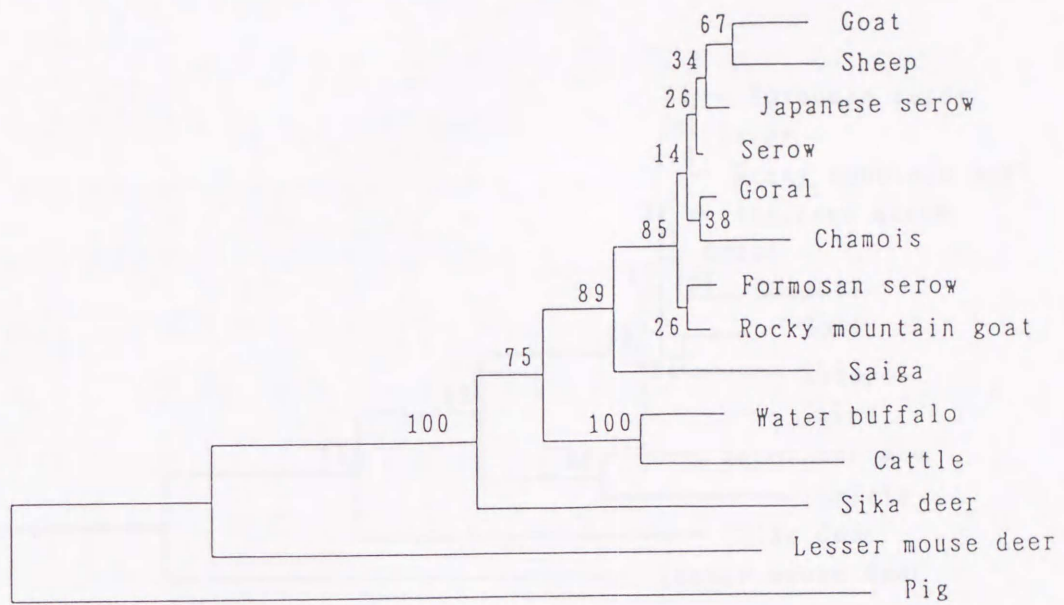 67 Goat
34 Sheep
26 Japanese serow
14 Serow
Goral
85 38
Chamois
89 Formosan serow
26 Rocky mountain goat
75 Saiga
100 100 Water buffalo
Cattle
Sika deer
Lesser mouse deer
Pig